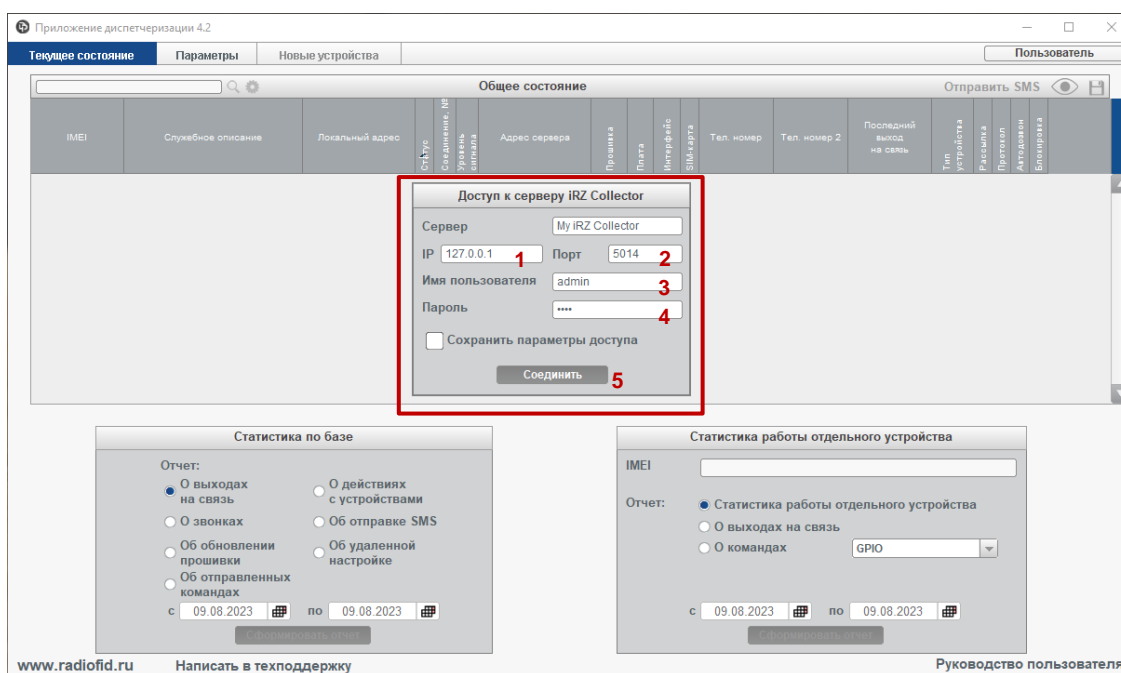 Приложение диспетчеризации 4.2
Текущее состояние Параметры Новые устройства Пользователь
Общее состояние Отправить SMS
IMEI Служебное описание Локальный адрес Статус Соединение, № Уровень сигнала Адрес сервера Прошивка Плата Интерфейс SIM-карта Тел. номер Тел. номер 2 Последний выход на связь Тип устройства Рассылка Протокол Автодозвон Блокировка
Доступ к серверу iRZ Collector
Сервер My iRZ Collector
IP 127.0.0.1 1 Порт 5014 2
Имя пользователя admin 3
Пароль •••• 4
Сохранить параметры доступа
Соединить 5
Статистика по базе
Отчет:
О выходах на связь
О действиях с устройствами
О звонках
Об отправке SMS
Об обновлении прошивки
Об удаленной настройке
Об отправленных командах
с 09.08.2023 по 09.08.2023
Сформировать отчет
Статистика работы отдельного устройства
IMEI
Отчет: Статистика работы отдельного устройства
О выходах на связь
О командах GPIO
с 09.08.2023 по 09.08.2023
Сформировать отчет
www.radiofid.ru Написать в техподдержку Руководство пользователя